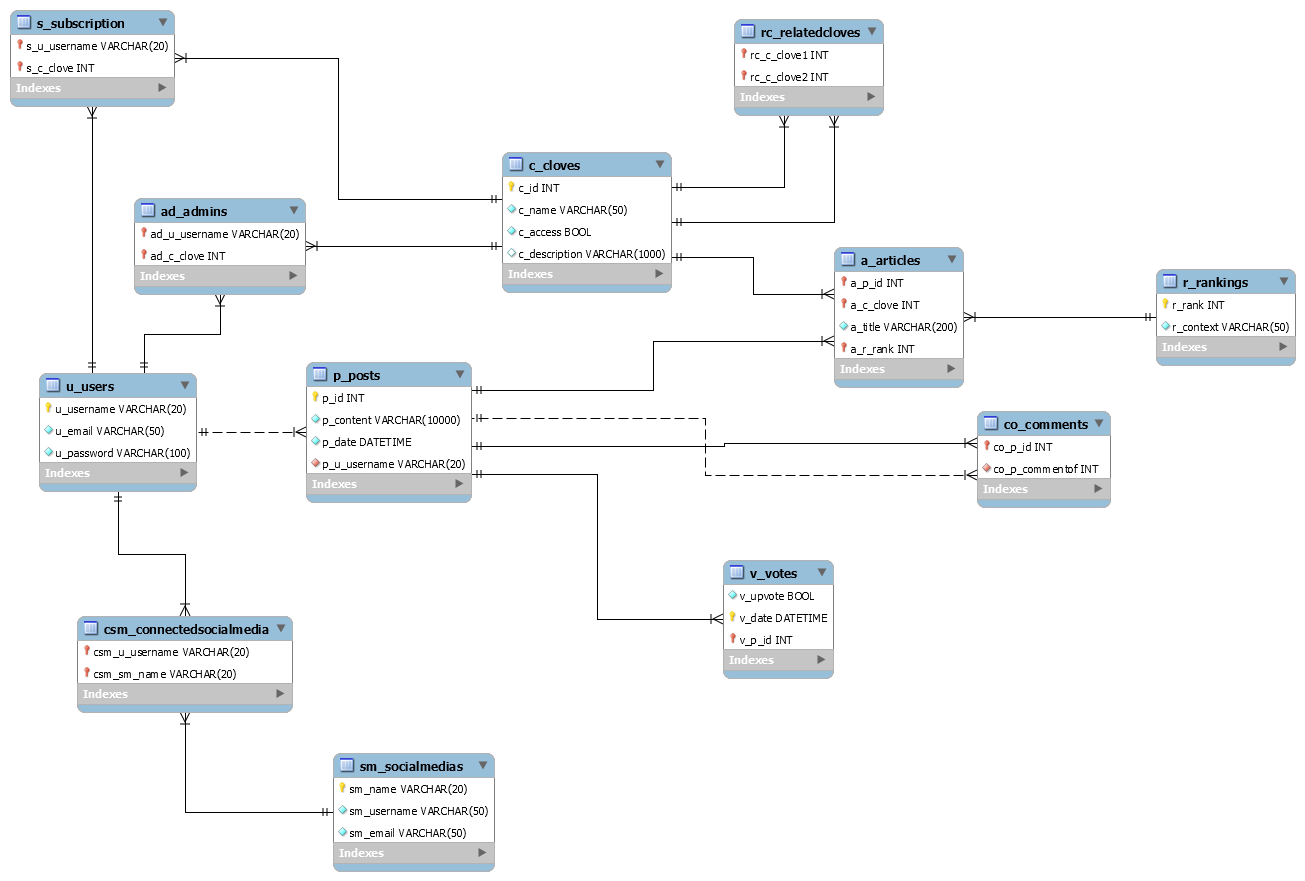 s_subscription
s_u_username VARCHAR(20)
s_c_clove INT
Indexes
rc_relatedcloves
rc_c_clove1 INT
rc_c_clove2 INT
Indexes
c_cloves
c_id INT
c_name VARCHAR(50)
c_access BOOL
c_description VARCHAR(1000)
Indexes
ad_admins
ad_u_username VARCHAR(20)
ad_c_clove INT
Indexes
a_articles
a_p_id INT
a_c_clove INT
a_title VARCHAR(200)
a_r_rank INT
Indexes
r_rankings
r_rank INT
r_context VARCHAR(50)
Indexes
u_users
u_username VARCHAR(20)
u_email VARCHAR(50)
u_password VARCHAR(100)
Indexes
p_posts
p_id INT
p_content VARCHAR(10000)
p_date DATETIME
p_u_username VARCHAR(20)
Indexes
co_comments
co_p_id INT
co_p_commentof INT
Indexes
v_votes
v_upvote BOOL
v_date DATETIME
v_p_id INT
Indexes
csm_connectedsocialmedia
csm_u_username VARCHAR(20)
csm_sm_name VARCHAR(20)
Indexes
sm_socialmedias
sm_name VARCHAR(20)
sm_username VARCHAR(50)
sm_email VARCHAR(50)
Indexes